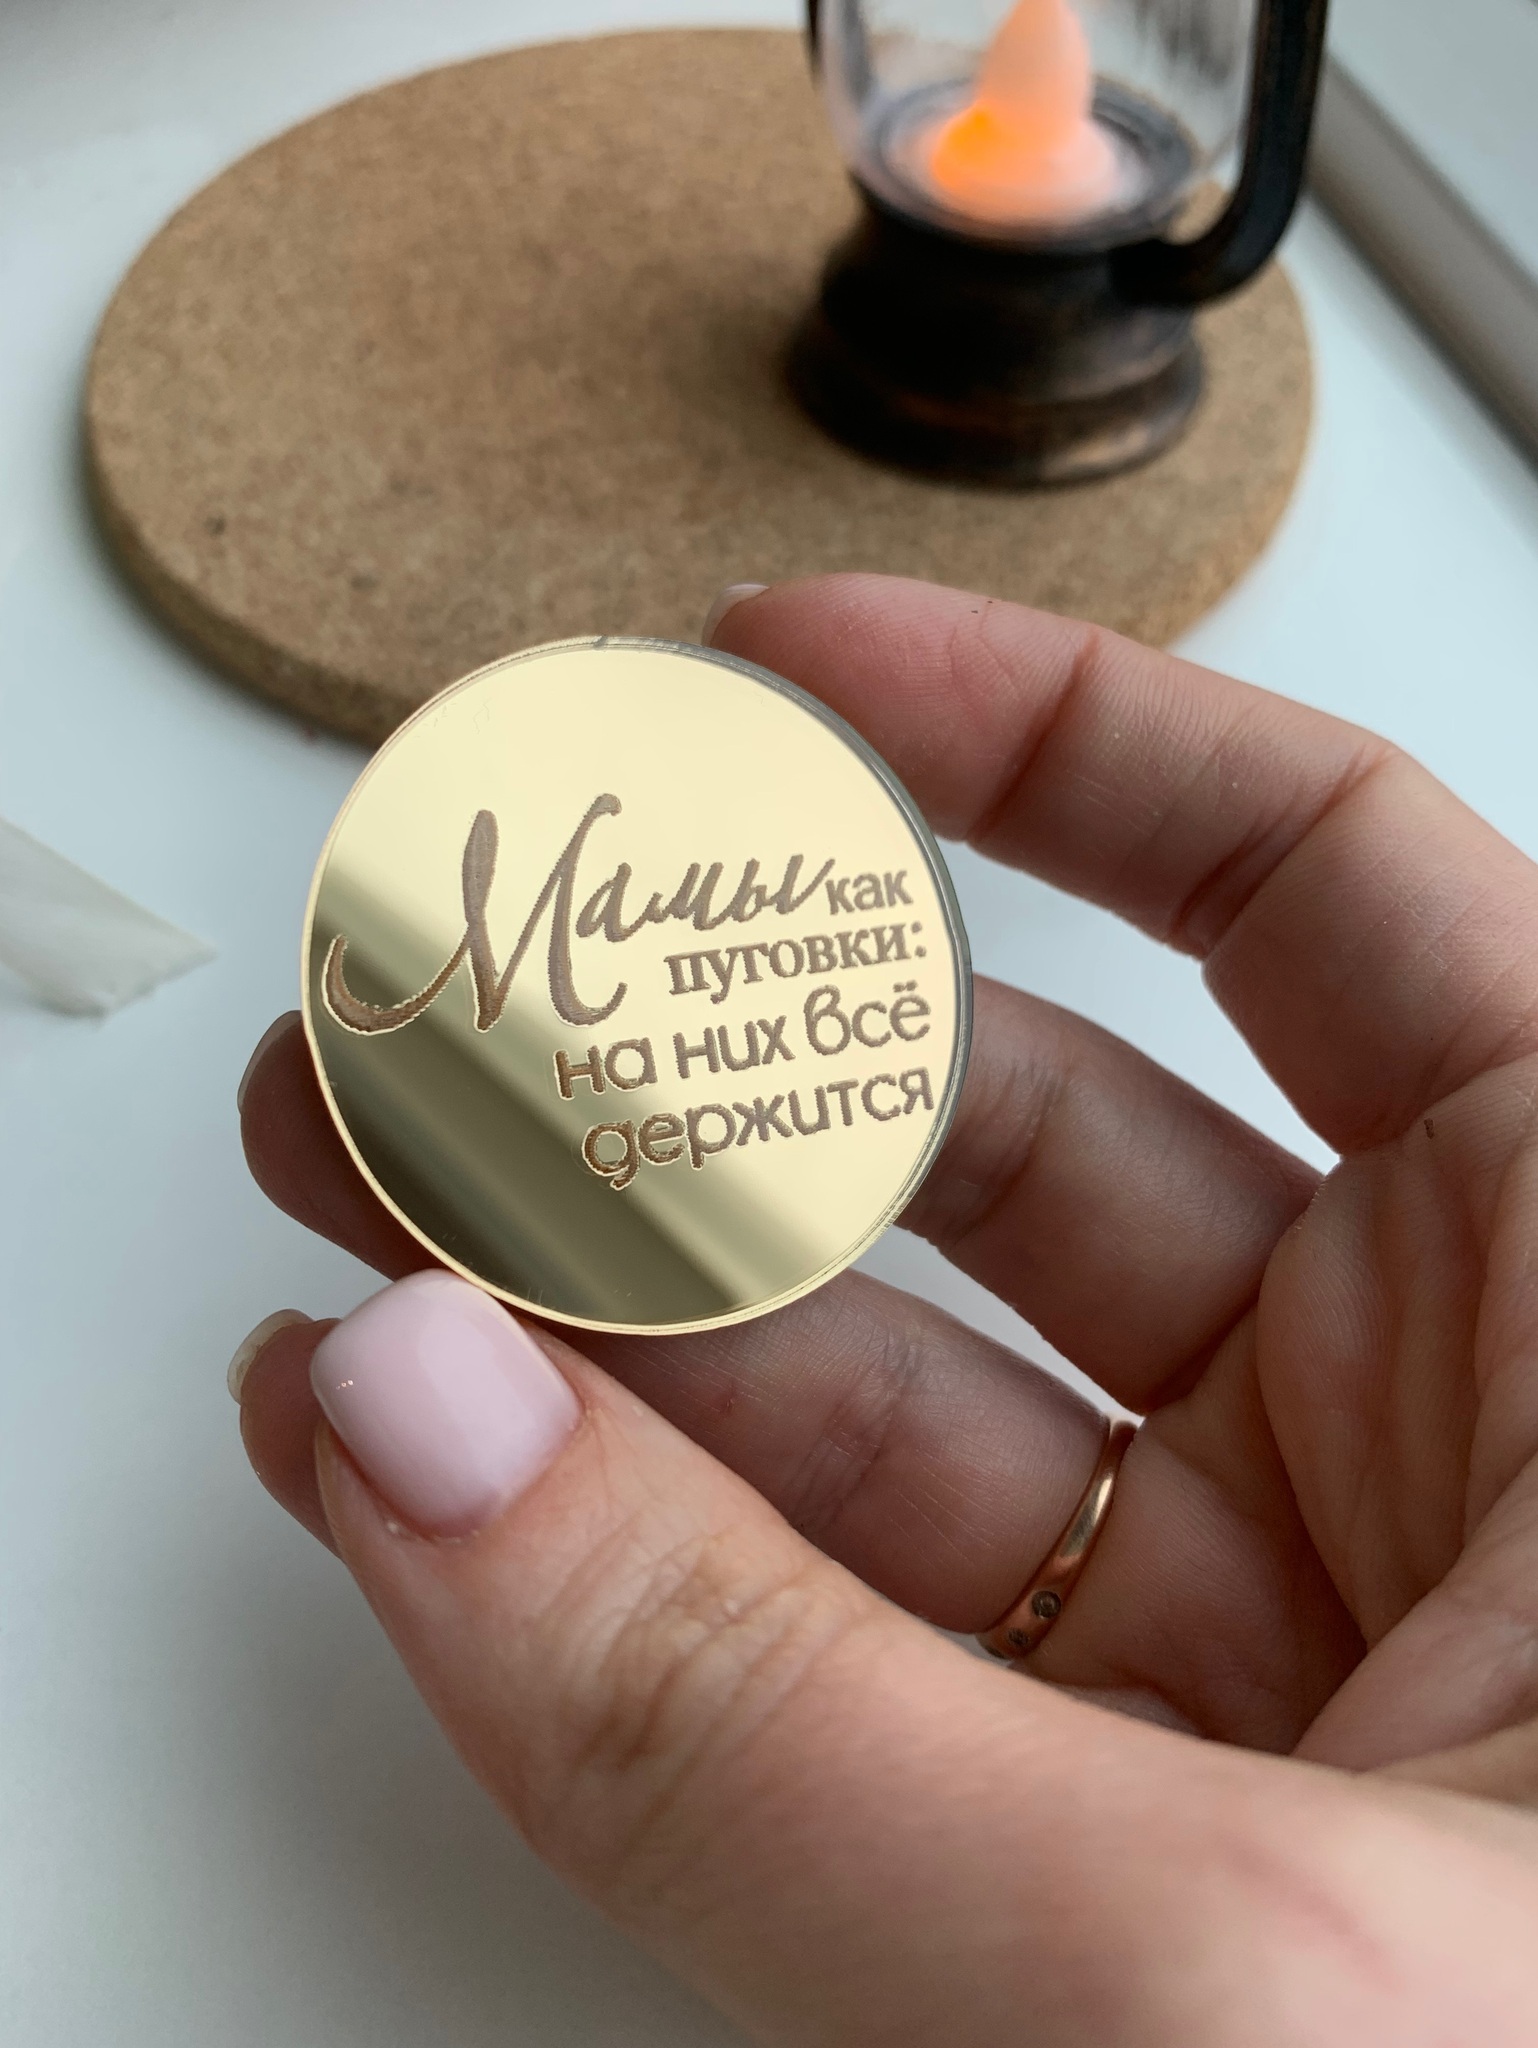 Мамы как
пуговки:
на них всё
держится